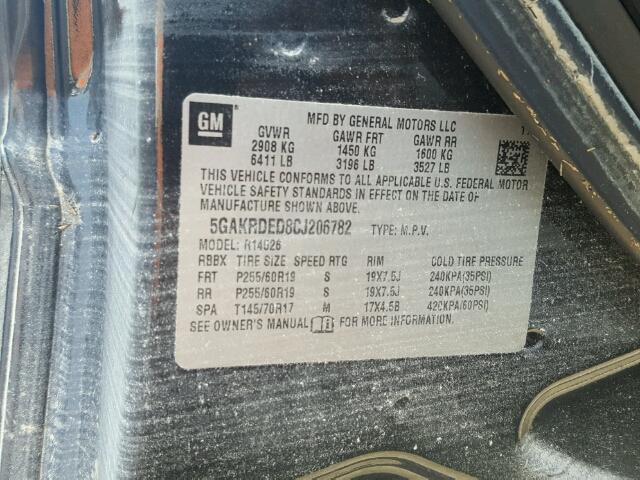 GM
MFD BY GENERAL MOTORS LLC
GVWR GAWR FRT GAWR RR
2908 KG 1450 KG 1600 KG
6411 LB 3196 LB 3527 LB
THIS VEHICLE CONFORMS TO ALL APPLICABLE U.S. FEDERAL MOTOR
VEHICLE SAFETY STANDARDS IN EFFECT ON THE DATE OF
MANUFACTURE SHOWN ABOVE.
5GAKRDED8CJ206782 TYPE: M.P.V.
MODEL: R14526
RBBX TIRE SIZE SPEED RTG RIM COLD TIRE PRESSURE
FRT P255/60R19 S 19X7.5J 240KPA(35PSI)
RR P255/60R19 S 19X7.5J 240KPA(35PSI)
SPA T145/70R17 M 17X4.5B 420KPA(60PSI)
SEE OWNER'S MANUAL FOR MORE INFORMATION.